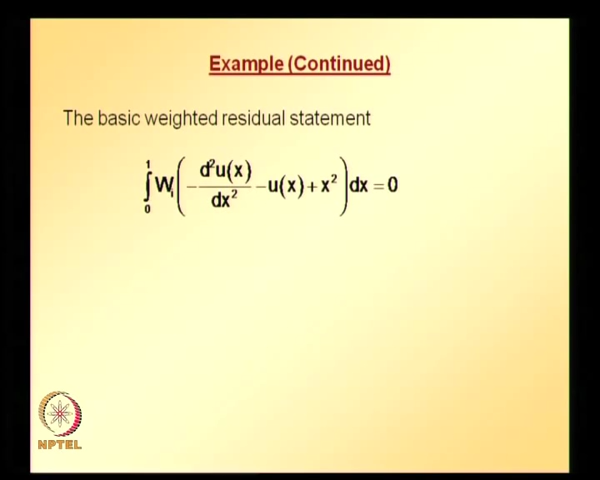 Example (Continued)
The basic weighted residual statement
∫₀¹ Wᵢ ( − d²u(x)/dx² − u(x) + x² ) dx = 0
NPTEL